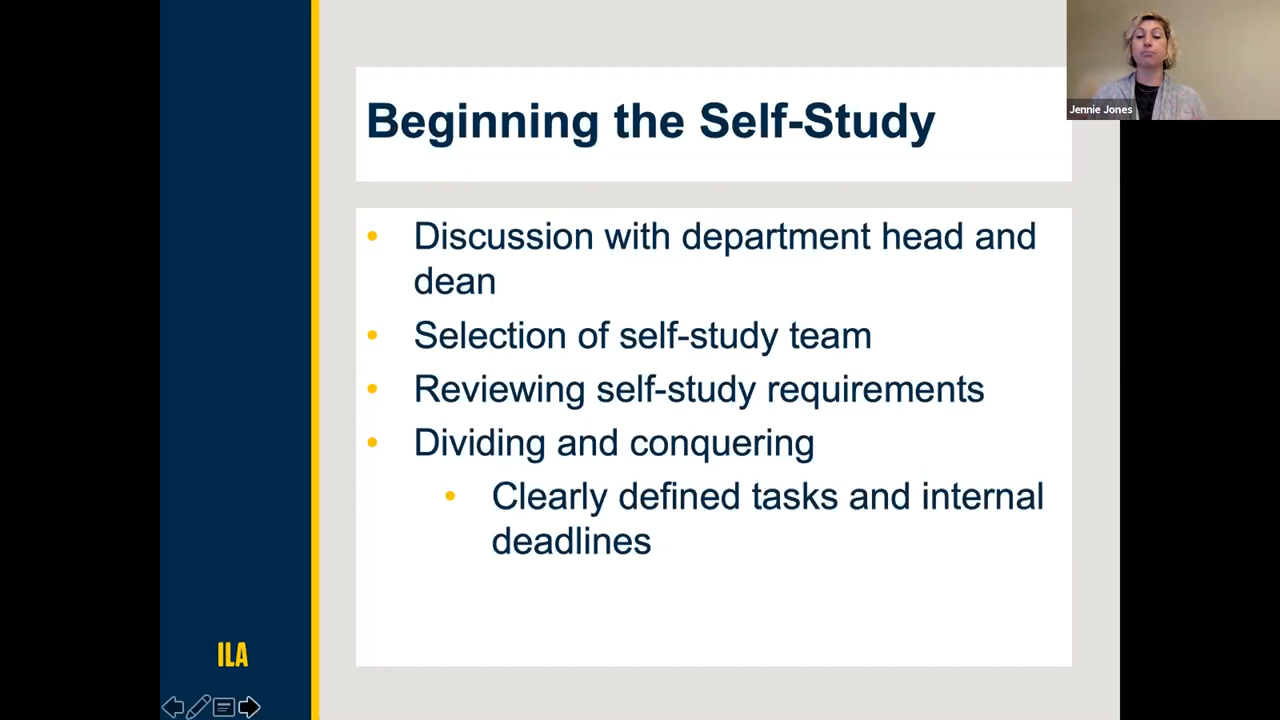 Beginning the Self-Study
Jennie Jones
• Discussion with department head and
dean
• Selection of self-study team
• Reviewing self-study requirements
• Dividing and conquering
• Clearly defined tasks and internal
deadlines
ILA